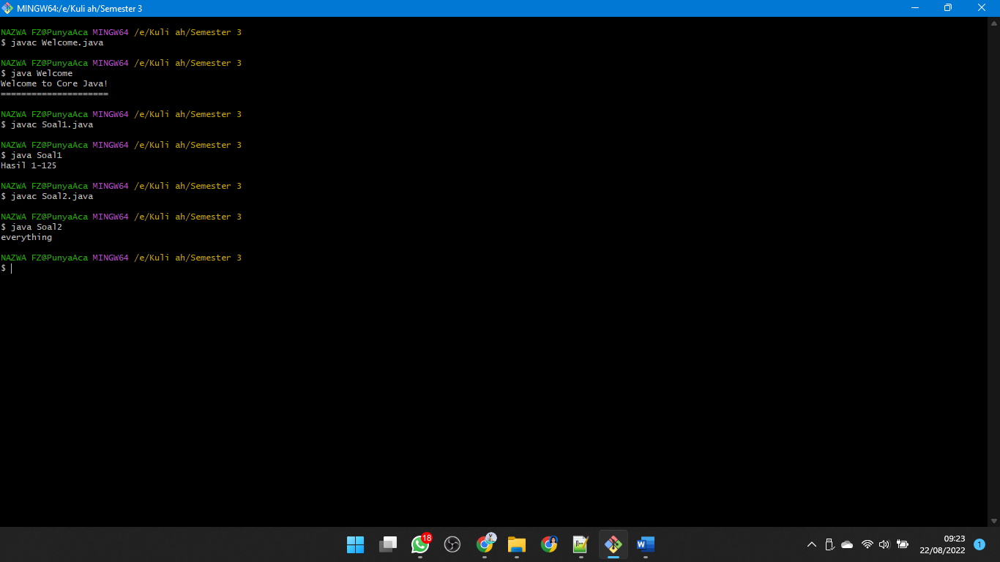 MINGW64:/e/Kuli ah/Semester 3
NAZWA FZ@PunyaAca MINGW64 /e/Kuli ah/Semester 3
$ javac Welcome.java
NAZWA FZ@PunyaAca MINGW64 /e/Kuli ah/Semester 3
$ java Welcome
Welcome to Core Java!
=====================
NAZWA FZ@PunyaAca MINGW64 /e/Kuli ah/Semester 3
$ javac Soal1.java
NAZWA FZ@PunyaAca MINGW64 /e/Kuli ah/Semester 3
$ java Soal1
Hasil 1-125
NAZWA FZ@PunyaAca MINGW64 /e/Kuli ah/Semester 3
$ javac Soal2.java
NAZWA FZ@PunyaAca MINGW64 /e/Kuli ah/Semester 3
$ java Soal2
everything
NAZWA FZ@PunyaAca MINGW64 /e/Kuli ah/Semester 3
$
18
09:23
22/08/2022
1